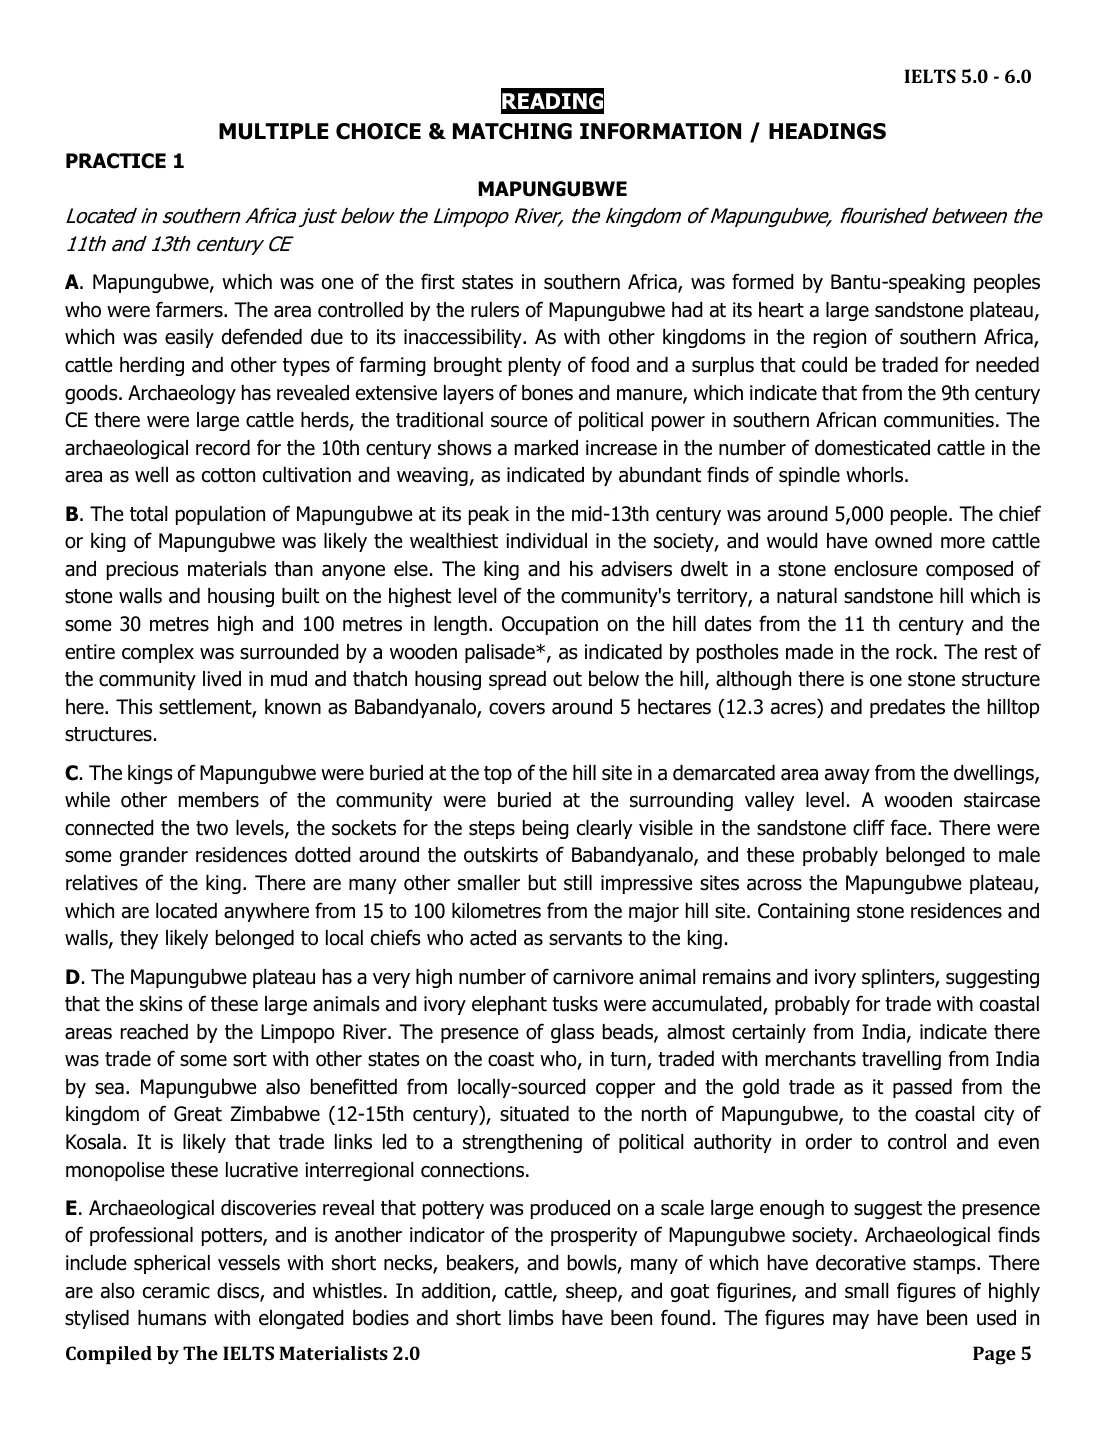 IELTS 5.0 - 6.0
READING
MULTIPLE CHOICE & MATCHING INFORMATION / HEADINGS
PRACTICE 1
MAPUNGUBWE
Located in southern Africa just below the Limpopo River, the kingdom of Mapungubwe, flourished between the
11th and 13th century CE
A. Mapungubwe, which was one of the first states in southern Africa, was formed by Bantu-speaking peoples
who were farmers. The area controlled by the rulers of Mapungubwe had at its heart a large sandstone plateau,
which was easily defended due to its inaccessibility. As with other kingdoms in the region of southern Africa,
cattle herding and other types of farming brought plenty of food and a surplus that could be traded for needed
goods. Archaeology has revealed extensive layers of bones and manure, which indicate that from the 9th century
CE there were large cattle herds, the traditional source of political power in southern African communities. The
archaeological record for the 10th century shows a marked increase in the number of domesticated cattle in the
area as well as cotton cultivation and weaving, as indicated by abundant finds of spindle whorls.
B. The total population of Mapungubwe at its peak in the mid-13th century was around 5,000 people. The chief
or king of Mapungubwe was likely the wealthiest individual in the society, and would have owned more cattle
and precious materials than anyone else. The king and his advisers dwelt in a stone enclosure composed of
stone walls and housing built on the highest level of the community's territory, a natural sandstone hill which is
some 30 metres high and 100 metres in length. Occupation on the hill dates from the 11 th century and the
entire complex was surrounded by a wooden palisade*, as indicated by postholes made in the rock. The rest of
the community lived in mud and thatch housing spread out below the hill, although there is one stone structure
here. This settlement, known as Babandyanalo, covers around 5 hectares (12.3 acres) and predates the hilltop
structures.
C. The kings of Mapungubwe were buried at the top of the hill site in a demarcated area away from the dwellings,
while other members of the community were buried at the surrounding valley level. A wooden staircase
connected the two levels, the sockets for the steps being clearly visible in the sandstone cliff face. There were
some grander residences dotted around the outskirts of Babandyanalo, and these probably belonged to male
relatives of the king. There are many other smaller but still impressive sites across the Mapungubwe plateau,
which are located anywhere from 15 to 100 kilometres from the major hill site. Containing stone residences and
walls, they likely belonged to local chiefs who acted as servants to the king.
D. The Mapungubwe plateau has a very high number of carnivore animal remains and ivory splinters, suggesting
that the skins of these large animals and ivory elephant tusks were accumulated, probably for trade with coastal
areas reached by the Limpopo River. The presence of glass beads, almost certainly from India, indicate there
was trade of some sort with other states on the coast who, in turn, traded with merchants travelling from India
by sea. Mapungubwe also benefitted from locally-sourced copper and the gold trade as it passed from the
kingdom of Great Zimbabwe (12-15th century), situated to the north of Mapungubwe, to the coastal city of
Kosala. It is likely that trade links led to a strengthening of political authority in order to control and even
monopolise these lucrative interregional connections.
E. Archaeological discoveries reveal that pottery was produced on a scale large enough to suggest the presence
of professional potters, and is another indicator of the prosperity of Mapungubwe society. Archaeological finds
include spherical vessels with short necks, beakers, and bowls, many of which have decorative stamps. There
are also ceramic discs, and whistles. In addition, cattle, sheep, and goat figurines, and small figures of highly
stylised humans with elongated bodies and short limbs have been found. The figures may have been used in
Compiled by The IELTS Materialists 2.0 Page 5